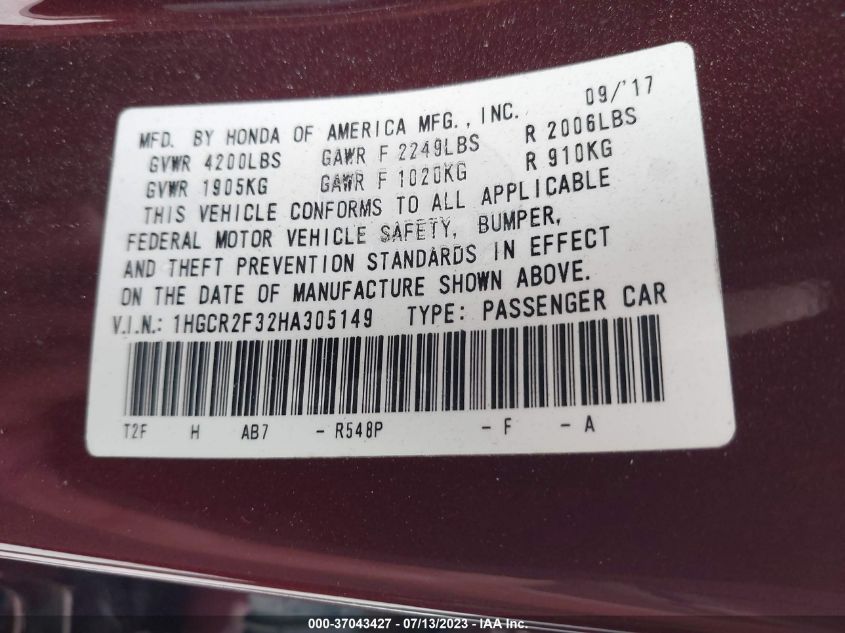 09/'17
MFD. BY HONDA OF AMERICA MFG., INC.
GVWR 4200LBS GAWR F 2249LBS R 2006LBS
GVWR 1905KG GAWR F 1020KG R 910KG
THIS VEHICLE CONFORMS TO ALL APPLICABLE
FEDERAL MOTOR VEHICLE SAFETY, BUMPER,
AND THEFT PREVENTION STANDARDS IN EFFECT
ON THE DATE OF MANUFACTURE SHOWN ABOVE.
V.I.N.: 1HGCR2F32HA305149 TYPE: PASSENGER CAR
T2F H AB7 - R548P - F - A
000-37043427 - 07/13/2023 - IAAI.com.